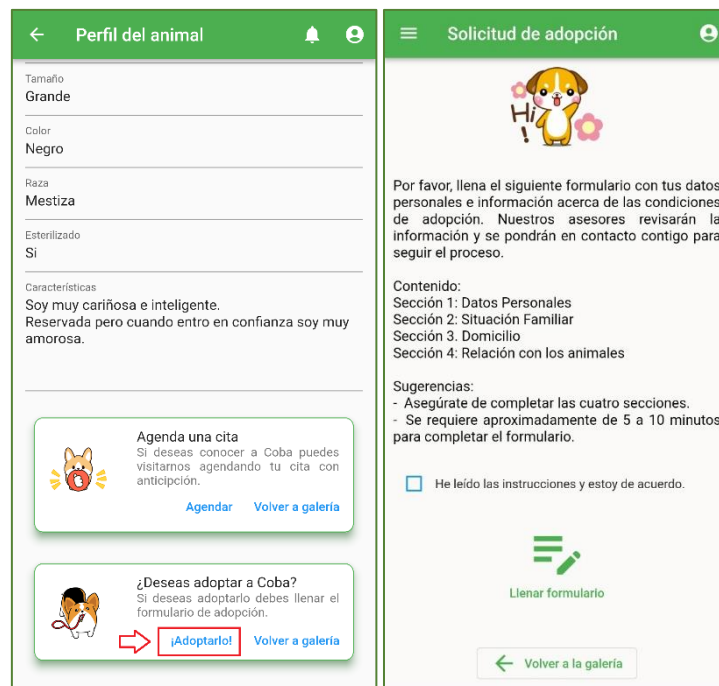 Perfil del animal
Tamaño
Grande
Color
Negro
Raza
Mestiza
Esterilizado
Si
Características
Soy muy cariñosa e inteligente.
Reservada pero cuando entro en confianza soy muy
amorosa.
Agenda una cita
Si deseas conocer a Coba puedes
visitarnos agendando tu cita con
anticipción.
Agendar Volver a galería
¿Deseas adoptar a Coba?
Si deseas adoptarlo debes llenar el
formulario de adopción.
¡Adoptarlo! Volver a galería
Solicitud de adopción
Hi
!
Por favor, llena el siguiente formulario con tus datos
personales e información acerca de las condiciones
de adopción. Nuestros asesores revisarán la
información y se pondrán en contacto contigo para
seguir el proceso.
Contenido:
Sección 1: Datos Personales
Sección 2: Situación Familiar
Sección 3. Domicilio
Sección 4: Relación con los animales
Sugerencias:
- Asegúrate de completar las cuatro secciones.
- Se requiere aproximadamente de 5 a 10 minutos
para completar el formulario.
He leído las instrucciones y estoy de acuerdo.
Llenar formulario
Volver a la galería